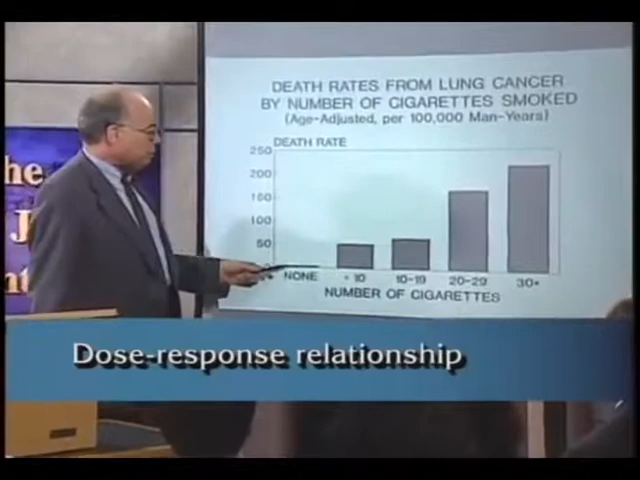 DEATH RATES FROM LUNG CANCER
BY NUMBER OF CIGARETTES SMOKED
(Age-Adjusted, per 100,000 Man-Years)
DEATH RATE
250
200
150
100
50
NONE
10
10-19
20-29
30+
NUMBER OF CIGARETTES
the
Dose-response relationship